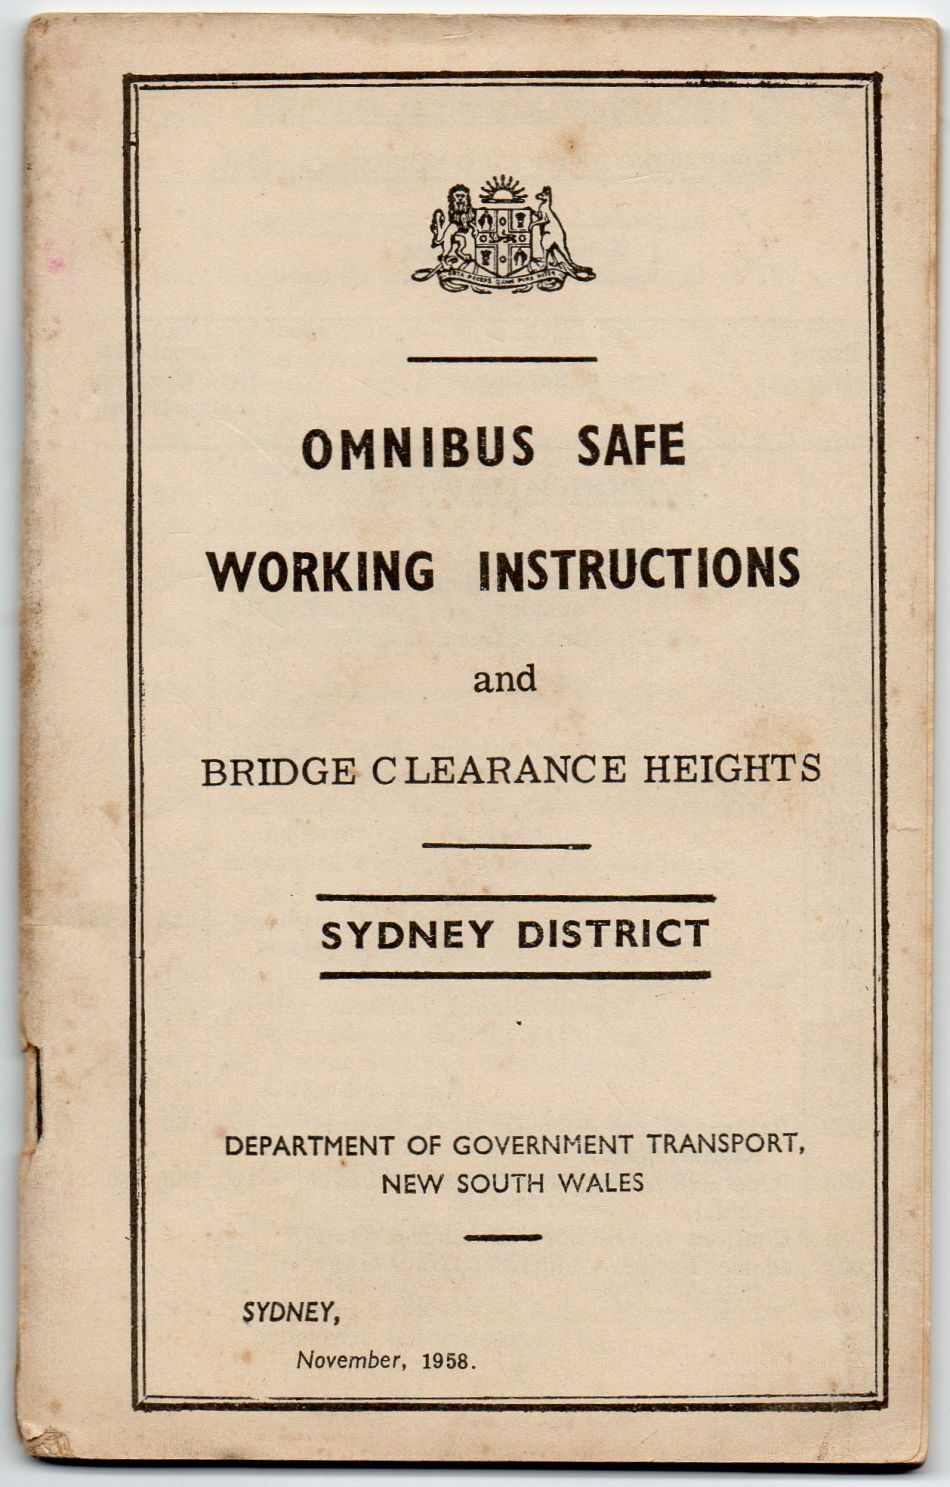 OMNIBUS SAFE
WORKING INSTRUCTIONS
and
BRIDGE CLEARANCE HEIGHTS
SYDNEY DISTRICT
DEPARTMENT OF GOVERNMENT TRANSPORT,
NEW SOUTH WALES
SYDNEY,
November, 1958.